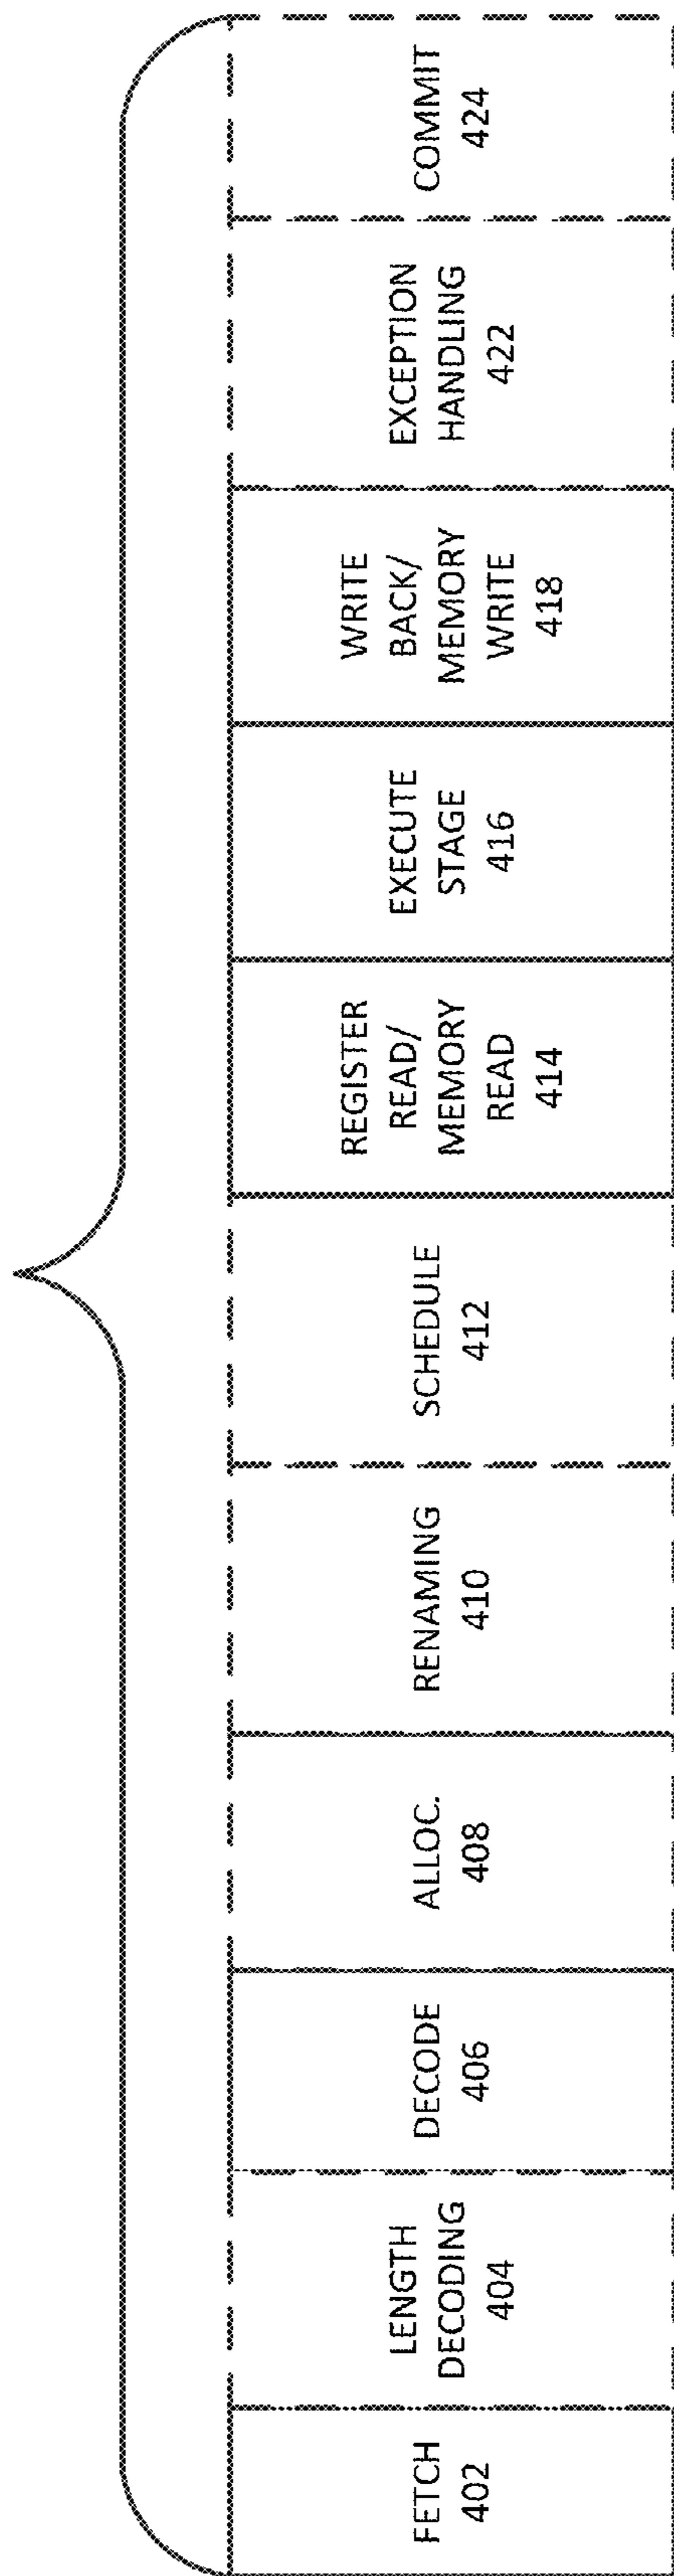 FETCH
402
LENGTH
DECODING
404
DECODE
406
ALLOC.
408
RENAMING
410
SCHEDULE
412
REGISTER
READ/
MEMORY
READ
414
EXECUTE
STAGE
416
WRITE
BACK/
MEMORY
WRITE
418
EXCEPTION
HANDLING
422
COMMIT
424